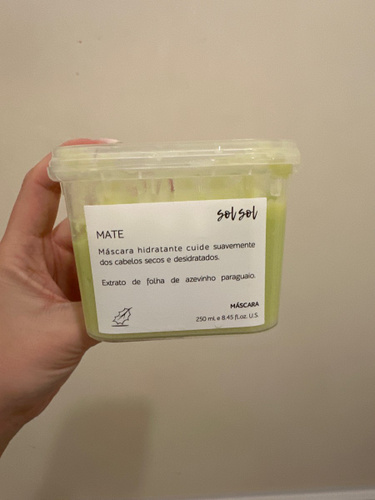 sol sol
MATE
Máscara hidratante cuide suavemente
dos cabelos secos e desidratados.
Extrato de folha de azevinho paraguaio.
MÁSCARA
250 ml. e 8.45 fl.oz. U.S.